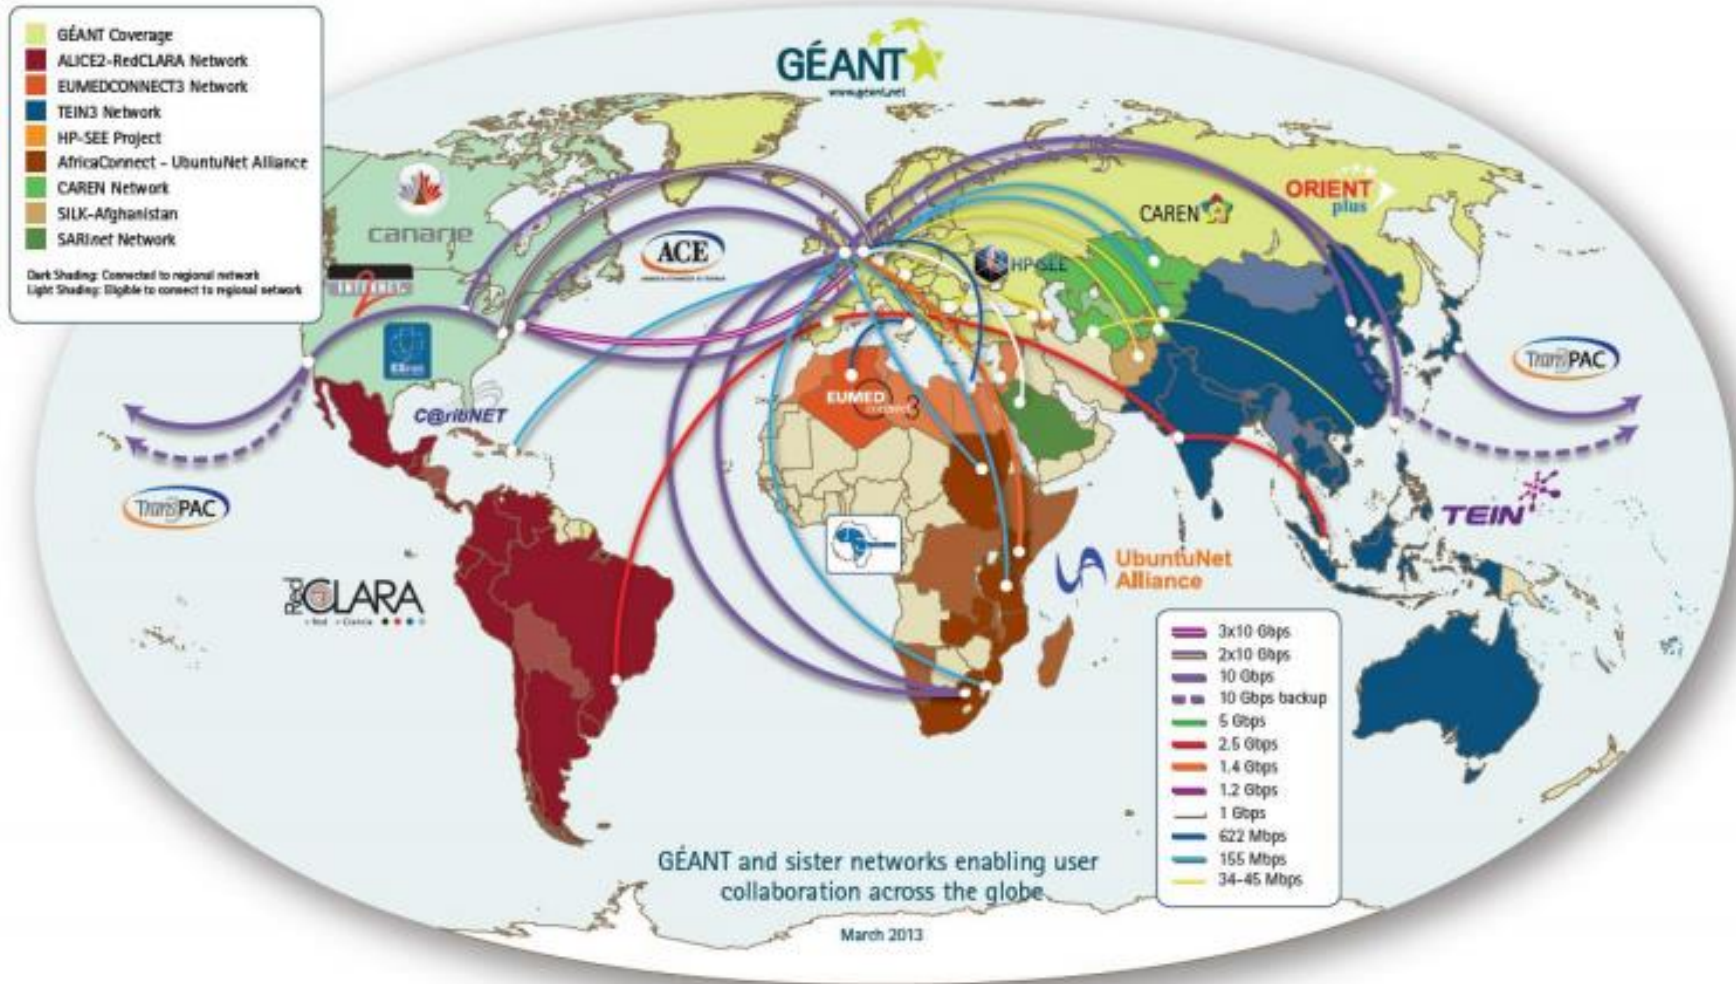 GÉANT Coverage
ALICE2-RedCLARA Network
EUMEDCONNECT3 Network
TEIN3 Network
HP-SEE Project
AfricaConnect - UbuntuNet Alliance
CAREN Network
SILK-Afghanistan
SARInet Network
Dark Shading: Connected to regional network
Light Shading: Eligible to connect to regional network
GÉANT
www.geant.net
canarie
ACE
CAREN
ORIENT
plus
HP-SEE
TransPAC
C@ribNET
EUMED
connect3
TransPAC
TEIN
Red
CLARA
UbuntuNet
Alliance
3x10 Gbps
2x10 Gbps
10 Gbps
10 Gbps backup
5 Gbps
2.5 Gbps
1.4 Gbps
1.2 Gbps
1 Gbps
622 Mbps
155 Mbps
34-45 Mbps
GÉANT and sister networks enabling user
collaboration across the globe
March 2013